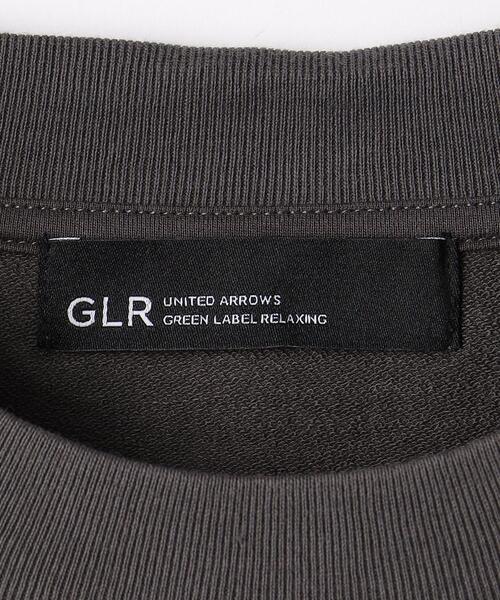 GLR
UNITED ARROWS
GREEN LABEL RELAXING